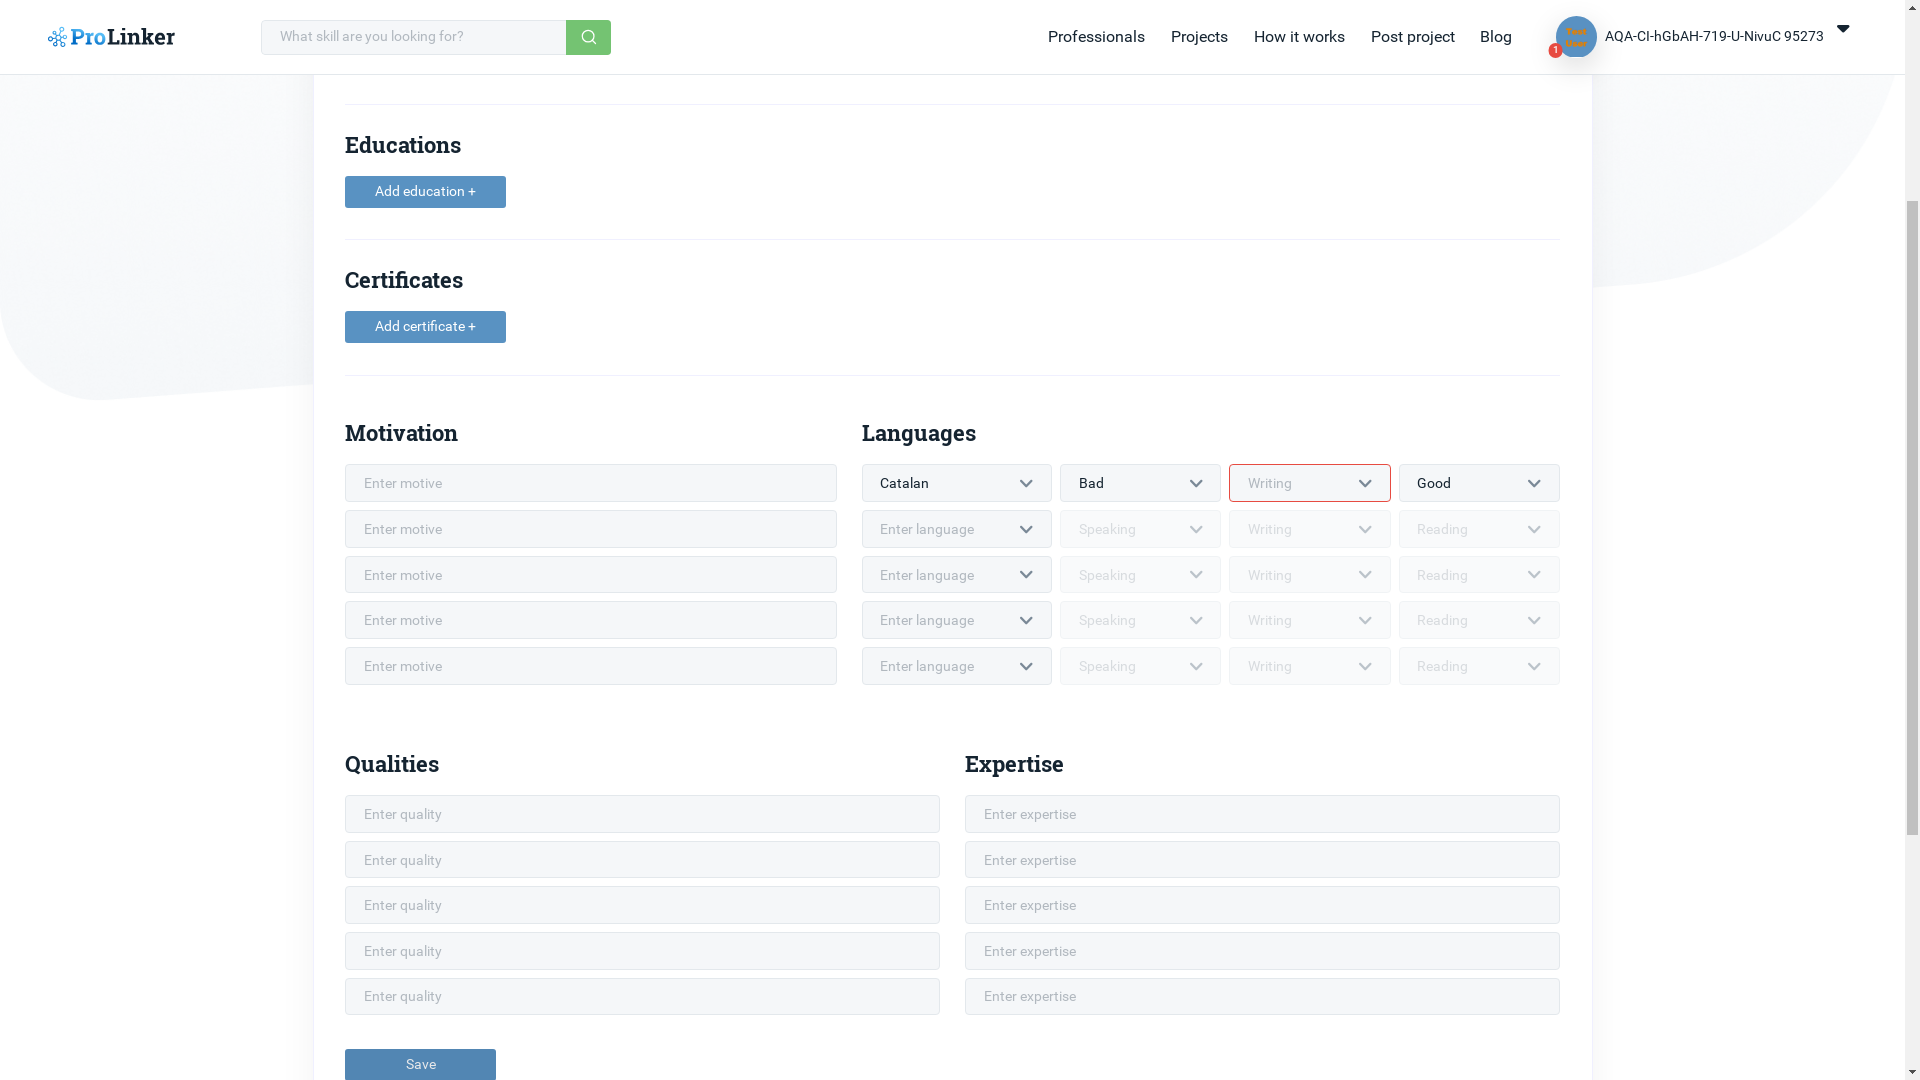 ProLinker
What skill are you looking for?
Professionals
Projects
How it works
Post project
Blog
Test
User
1
AQA-CI-hGbAH-719-U-NivuC 95273
Educations
Add education +
Certificates
Add certificate +
Motivation
Enter motive
Enter motive
Enter motive
Enter motive
Enter motive
Languages
Catalan Bad Writing Good
Enter language Speaking Writing Reading
Enter language Speaking Writing Reading
Enter language Speaking Writing Reading
Enter language Speaking Writing Reading
Qualities
Enter quality
Enter quality
Enter quality
Enter quality
Enter quality
Expertise
Enter expertise
Enter expertise
Enter expertise
Enter expertise
Enter expertise
Save